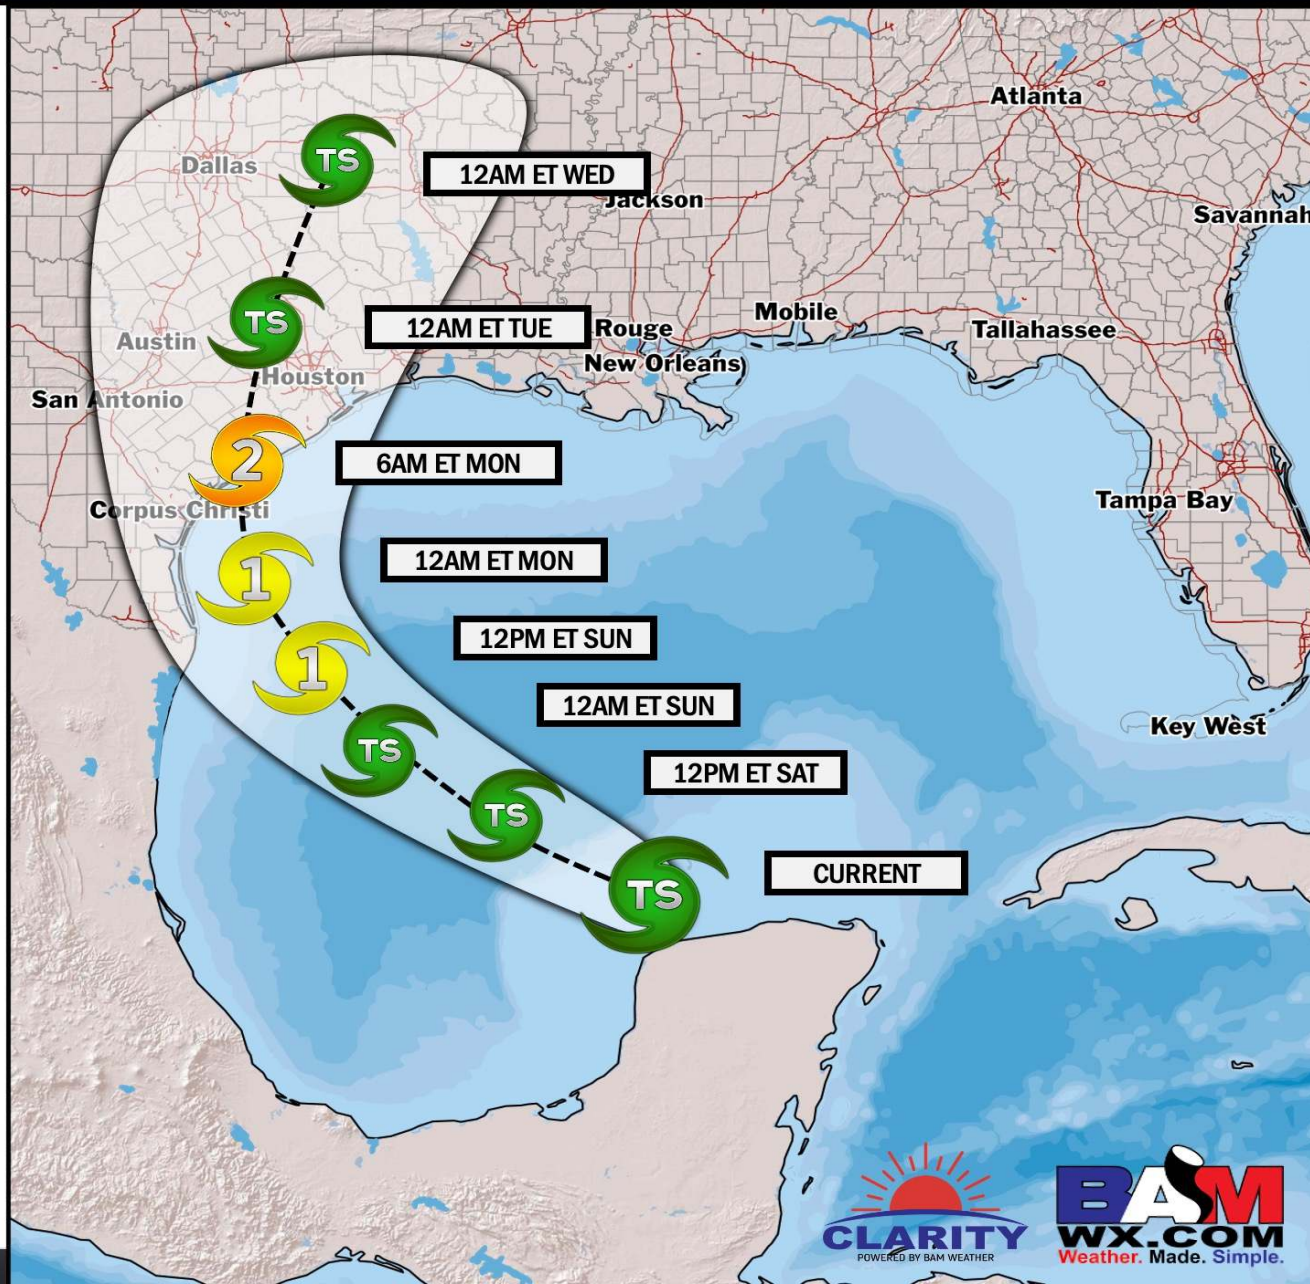 Atlanta
Dallas
TS
12AM ET WED
Jackson
Savannah
TS
12AM ET TUE
Rouge
Mobile
Tallahassee
Austin
Houston
New Orleans
San Antonio
2
6AM ET MON
Corpus Christi
Tampa Bay
1
12AM ET MON
1
12PM ET SUN
12AM ET SUN
Key West
TS
12PM ET SAT
TS
TS
CURRENT
CLARITY
POWERED BY BAM WEATHER
BAM
WX.COM
Weather. Made. Simple.